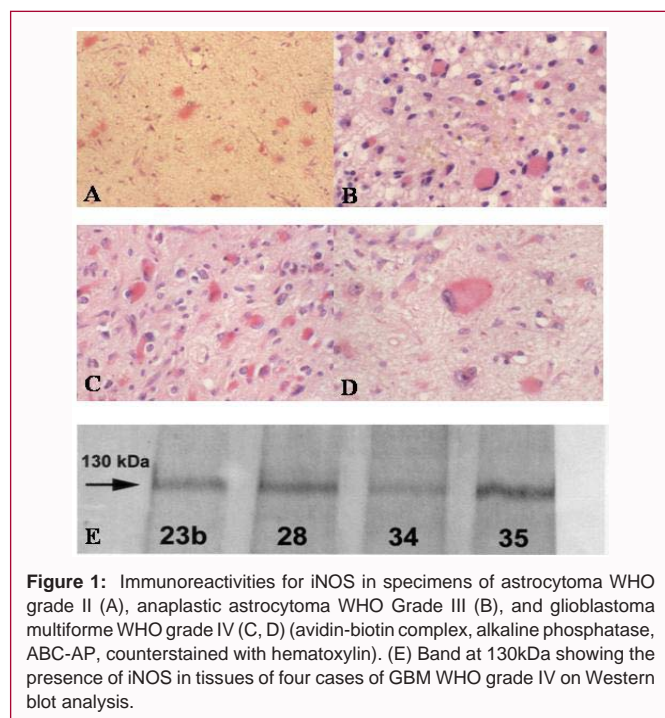 A
B
C
D
130 kDa
E 23b 28 34 35
Figure 1: Immunoreactivities for iNOS in specimens of astrocytoma WHO
grade II (A), anaplastic astrocytoma WHO Grade III (B), and glioblastoma
multiforme WHO grade IV (C, D) (avidin-biotin complex, alkaline phosphatase,
ABC-AP, counterstained with hematoxylin). (E) Band at 130kDa showing the
presence of iNOS in tissues of four cases of GBM WHO grade IV on Western
blot analysis.